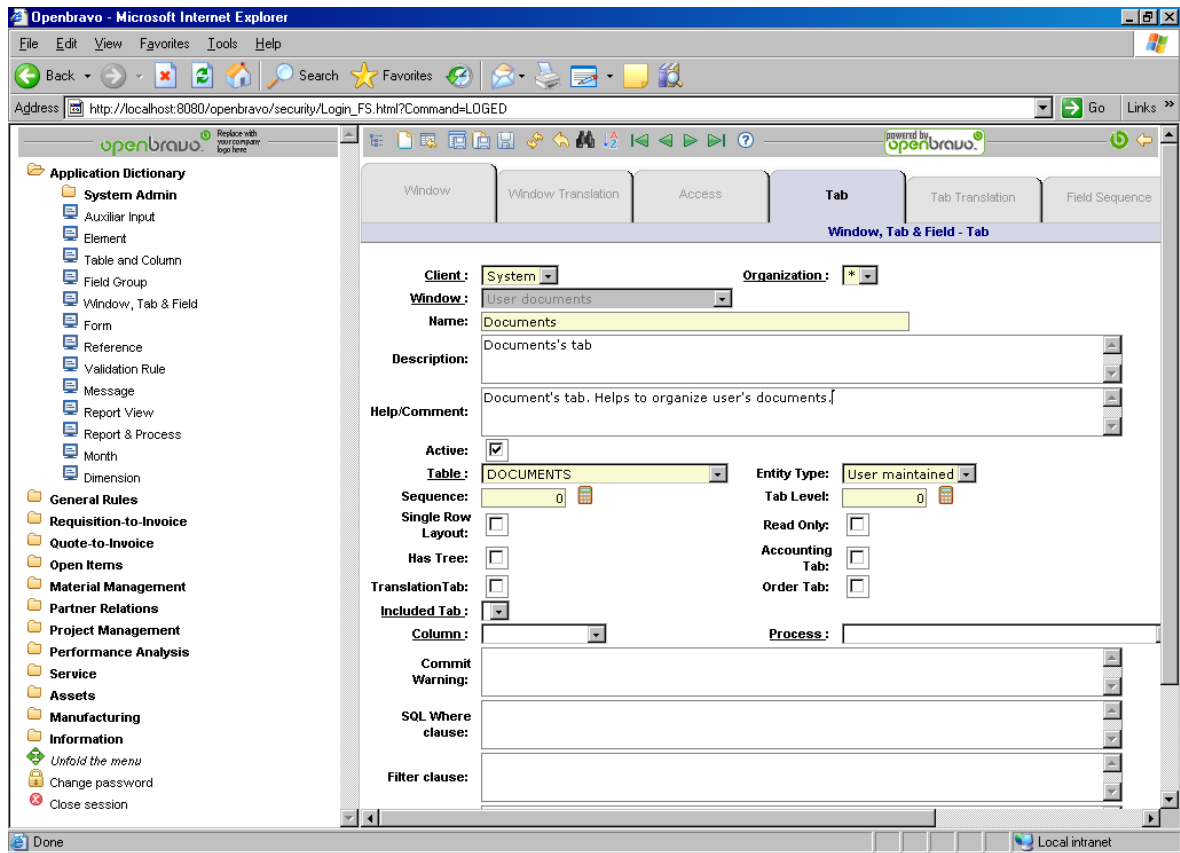 Openbravo - Microsoft Internet Explorer
File Edit View Favorites Tools Help
Back Search Favorites
Address http://localhost:8080/openbravo/security/Login_FS.html?Command=LOGED Go Links »
openbravo. Replace with
your company
logo here
powered by
openbravo.
Application Dictionary
System Admin
Auxiliar Input
Element
Table and Column
Field Group
Window, Tab & Field
Form
Reference
Validation Rule
Message
Report View
Report & Process
Month
Dimension
General Rules
Requisition-to-Invoice
Quote-to-Invoice
Open Items
Material Management
Partner Relations
Project Management
Performance Analysis
Service
Assets
Manufacturing
Information
Unfold the menu
Change password
Close session
Window Window Translation Access Tab Tab Translation Field Sequence
Window, Tab & Field - Tab
Client : System Organization : *
Window : User documents
Name: Documents
Description: Documents's tab
Help/Comment: Document's tab. Helps to organize user's documents.
Active:
Table : DOCUMENTS Entity Type: User maintained
Sequence: 0 Tab Level: 0
Single Row
Layout:
Read Only:
Has Tree:
Accounting
Tab:
TranslationTab: Order Tab:
Included Tab :
Column : Process :
Commit
Warning:
SQL Where
clause:
Filter clause:
Done Local intranet